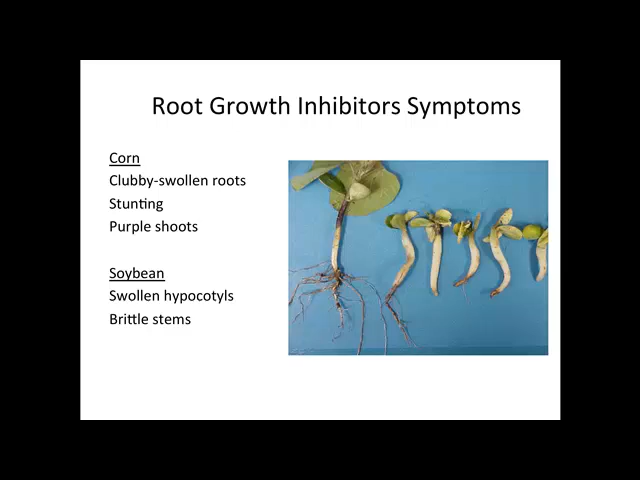 Root Growth Inhibitors Symptoms
Corn
Clubby-swollen roots
Stunting
Purple shoots
Soybean
Swollen hypocotyls
Brittle stems